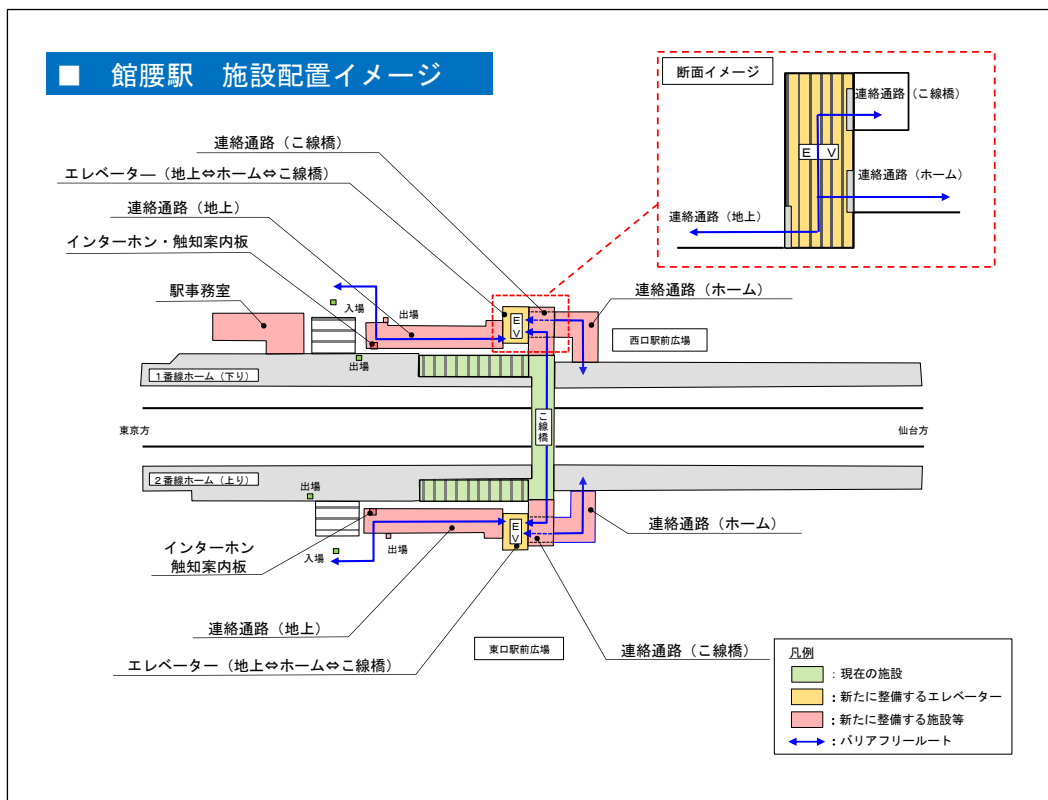 ■ 館腰駅 施設配置イメージ
断面イメージ
連絡通路（こ線橋）
E V
連絡通路（ホーム）
連絡通路（地上）
連絡通路（こ線橋）
エレベーター（地上⇔ホーム⇔こ線橋）
連絡通路（地上）
インターホン・触知案内板
駅事務室
入場
出場
E
V
連絡通路（ホーム）
西口駅前広場
出場
1番線ホーム（下り）
東京方
こ線橋
仙台方
2番線ホーム（上り）
出場
インターホン
触知案内板
入場
出場
E
V
連絡通路（ホーム）
連絡通路（地上）
エレベーター（地上⇔ホーム⇔こ線橋）
東口駅前広場
連絡通路（こ線橋）
凡例
：現在の施設
：新たに整備するエレベーター
：新たに整備する施設等
：バリアフリールート